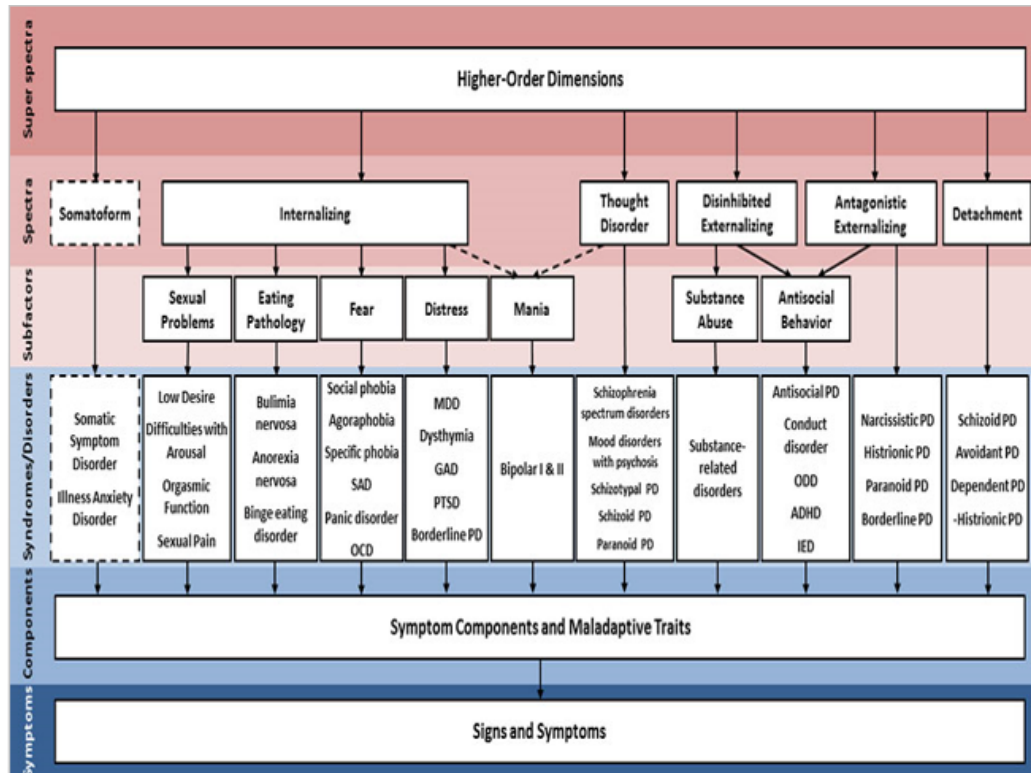 Super spectra
Higher-Order Dimensions
Spectra
Somatoform
Internalizing
Thought
Disorder
Disinhibited
Externalizing
Antagonistic
Externalizing
Detachment
Subfactors
Sexual
Problems
Eating
Pathology
Fear
Distress
Mania
Substance
Abuse
Antisocial
Behavior
Syndromes/Disorders
Somatic
Symptom
Disorder
Illness Anxiety
Disorder
Low Desire
Difficulties with
Arousal
Orgasmic
Function
Sexual Pain
Bulimia
nervosa
Anorexia
nervosa
Binge eating
disorder
Social phobia
Agoraphobia
Specific phobia
SAD
Panic disorder
OCD
MDD
Dysthymia
GAD
PTSD
Borderline PD
Bipolar I & II
Schizophrenia
spectrum disorders
Mood disorders
with psychosis
Schizotypal PD
Schizoid PD
Paranoid PD
Substance-
related
disorders
Antisocial PD
Conduct
disorder
ODD
ADHD
IED
Narcissistic PD
Histrionic PD
Paranoid PD
Borderline PD
Schizoid PD
Avoidant PD
Dependent PD
-Histrionic PD
Components
Symptom Components and Maladaptive Traits
Symptoms
Signs and Symptoms